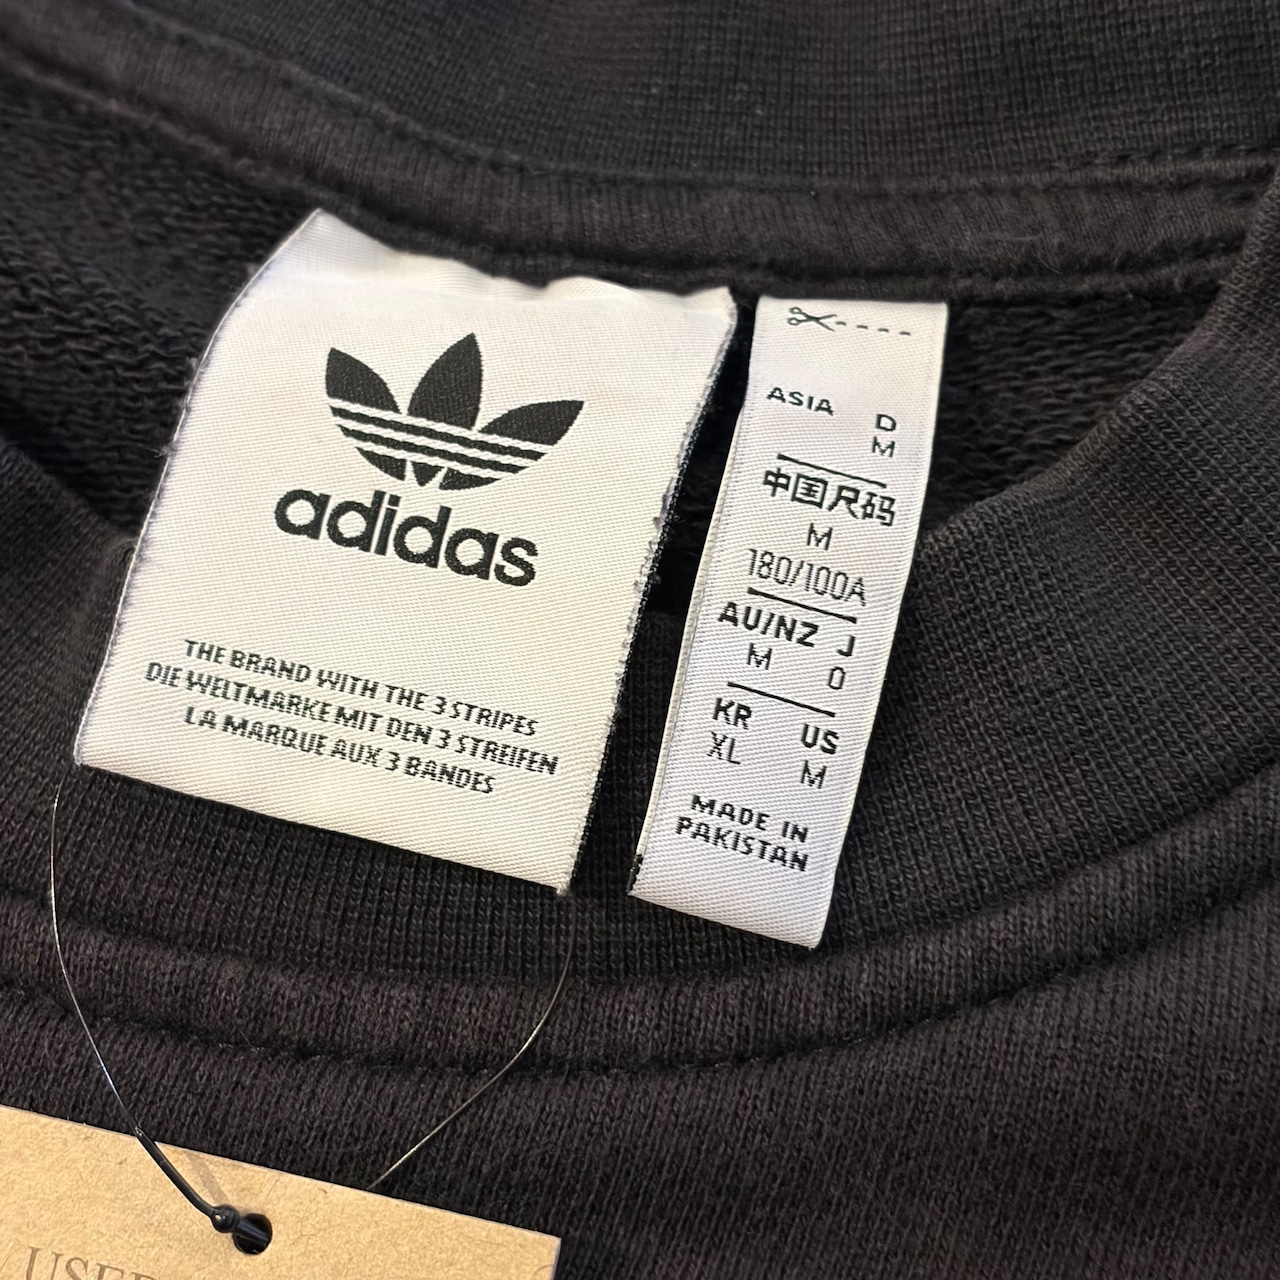 adidas
THE BRAND WITH THE 3 STRIPES
DIE WELTMARKE MIT DEN 3 STREIFEN
LA MARQUE AUX 3 BANDES
ASIA D
M
中国尺码
M
180/100A
AU/NZ J
M O
KR US
XL M
MADE IN
PAKISTAN